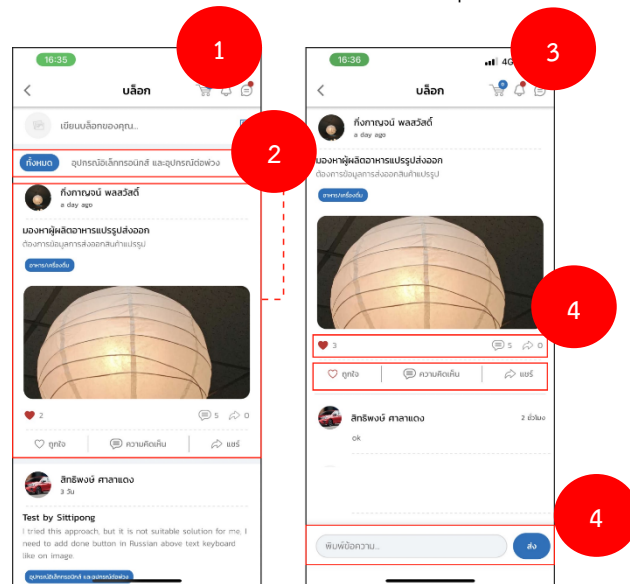 1
16:35
บล็อก
เขียนบล็อกของคุณ...
2
ทั้งหมด
อุปกรณ์อิเล็กทรอนิกส์ และอุปกรณ์ต่อพ่วง
กิ่งกาญจน์ พลสวัสดิ์
a day ago
มองหาผู้ผลิตอาหารแปรรูปส่งออก
ต้องการข้อมูลการส่งออกสินค้าแปรรูป
อาหาร/เครื่องดื่ม
2
5
0
ถูกใจ
ความคิดเห็น
แชร์
สิทธิพงษ์ ศาลาแดง
3 วัน
Test by Sittipong
I tried this approach, but it is not suitable solution for me. I
need to add done button in Russian above text keyboard
like on image.
อุปกรณ์อิเล็กทรอนิกส์ และอุปกรณ์ต่อพ่วง
3
16:36
4G
บล็อก
กิ่งกาญจน์ พลสวัสดิ์
a day ago
มองหาผู้ผลิตอาหารแปรรูปส่งออก
ต้องการข้อมูลการส่งออกสินค้าแปรรูป
อาหาร/เครื่องดื่ม
4
3
5
0
ถูกใจ
ความคิดเห็น
แชร์
สิทธิพงษ์ ศาลาแดง
2 ชั่วโมง
ok
4
พิมพ์ข้อความ...
ส่ง